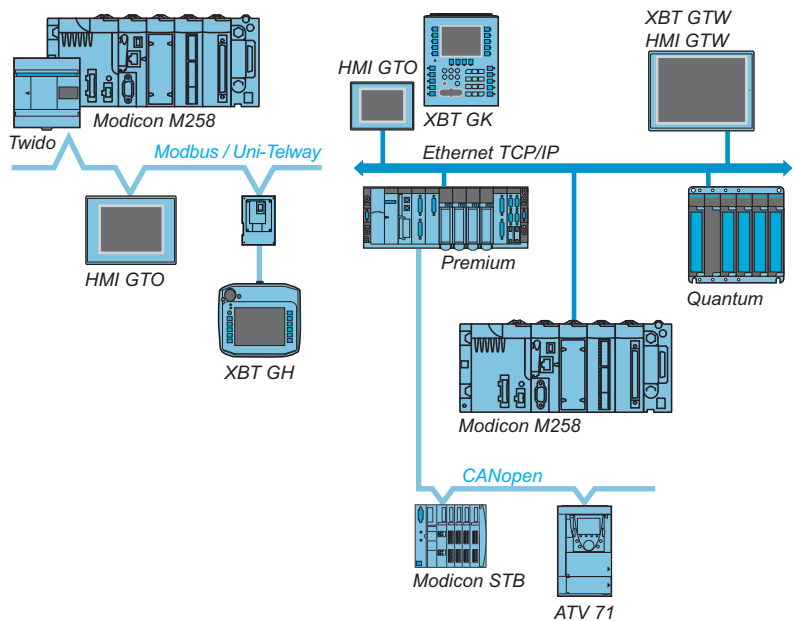 XBT GTW
HMI GTW
HMI GTO
XBT GK
Modicon M258
Twido
Modbus / Uni-Telway
Ethernet TCP/IP
HMI GTO
XBT GH
Premium
Quantum
Modicon M258
CANopen
Modicon STB
ATV 71